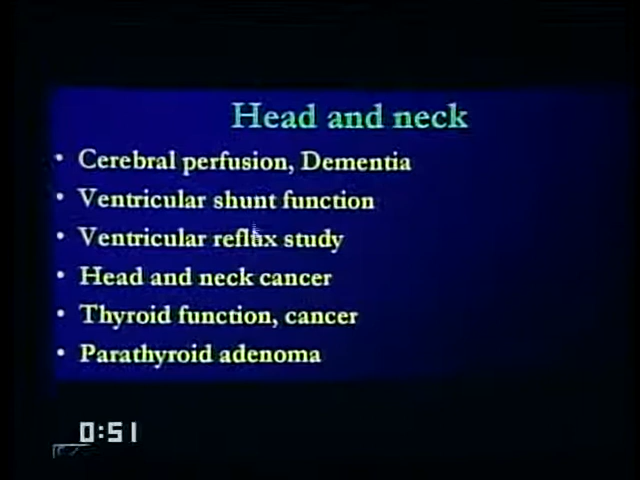 Head and neck
• Cerebral perfusion, Dementia
• Ventricular shunt function
• Ventricular reflux study
• Head and neck cancer
• Thyroid function, cancer
• Parathyroid adenoma
0:51